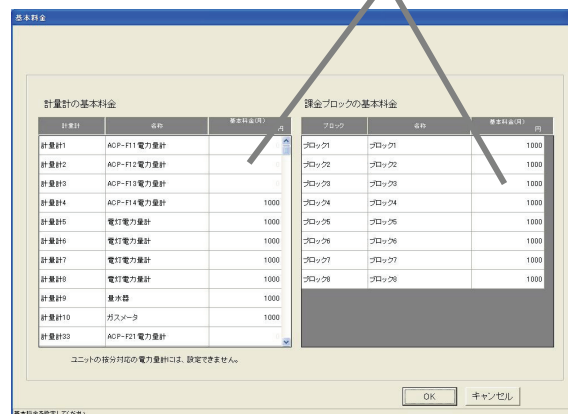 基本料金
計量計の基本料金
課金ブロックの基本料金
計量計 名称 基本料金(月) 円
ブロック 名称 基本料金(月) 円
計量計1 ACP-F11電力量計
計量計2 ACP-F12電力量計
計量計3 ACP-F13電力量計
計量計4 ACP-F14電力量計 1000
計量計5 電灯電力量計 1000
計量計6 電灯電力量計 1000
計量計7 電灯電力量計 1000
計量計8 電灯電力量計 1000
計量計9 量水器 1000
計量計10 ガスメータ 1000
計量計33 ACP-F21電力量計
ブロック1 ブロック1 1000
ブロック2 ブロック2 1000
ブロック3 ブロック3 1000
ブロック4 ブロック4 1000
ブロック5 ブロック5 1000
ブロック6 ブロック6 1000
ブロック7 ブロック7 1000
ブロック8 ブロック8 1000
ユニットの按分対応の電力量計には、設定できません。
OK キャンセル
基本料金を設定してください